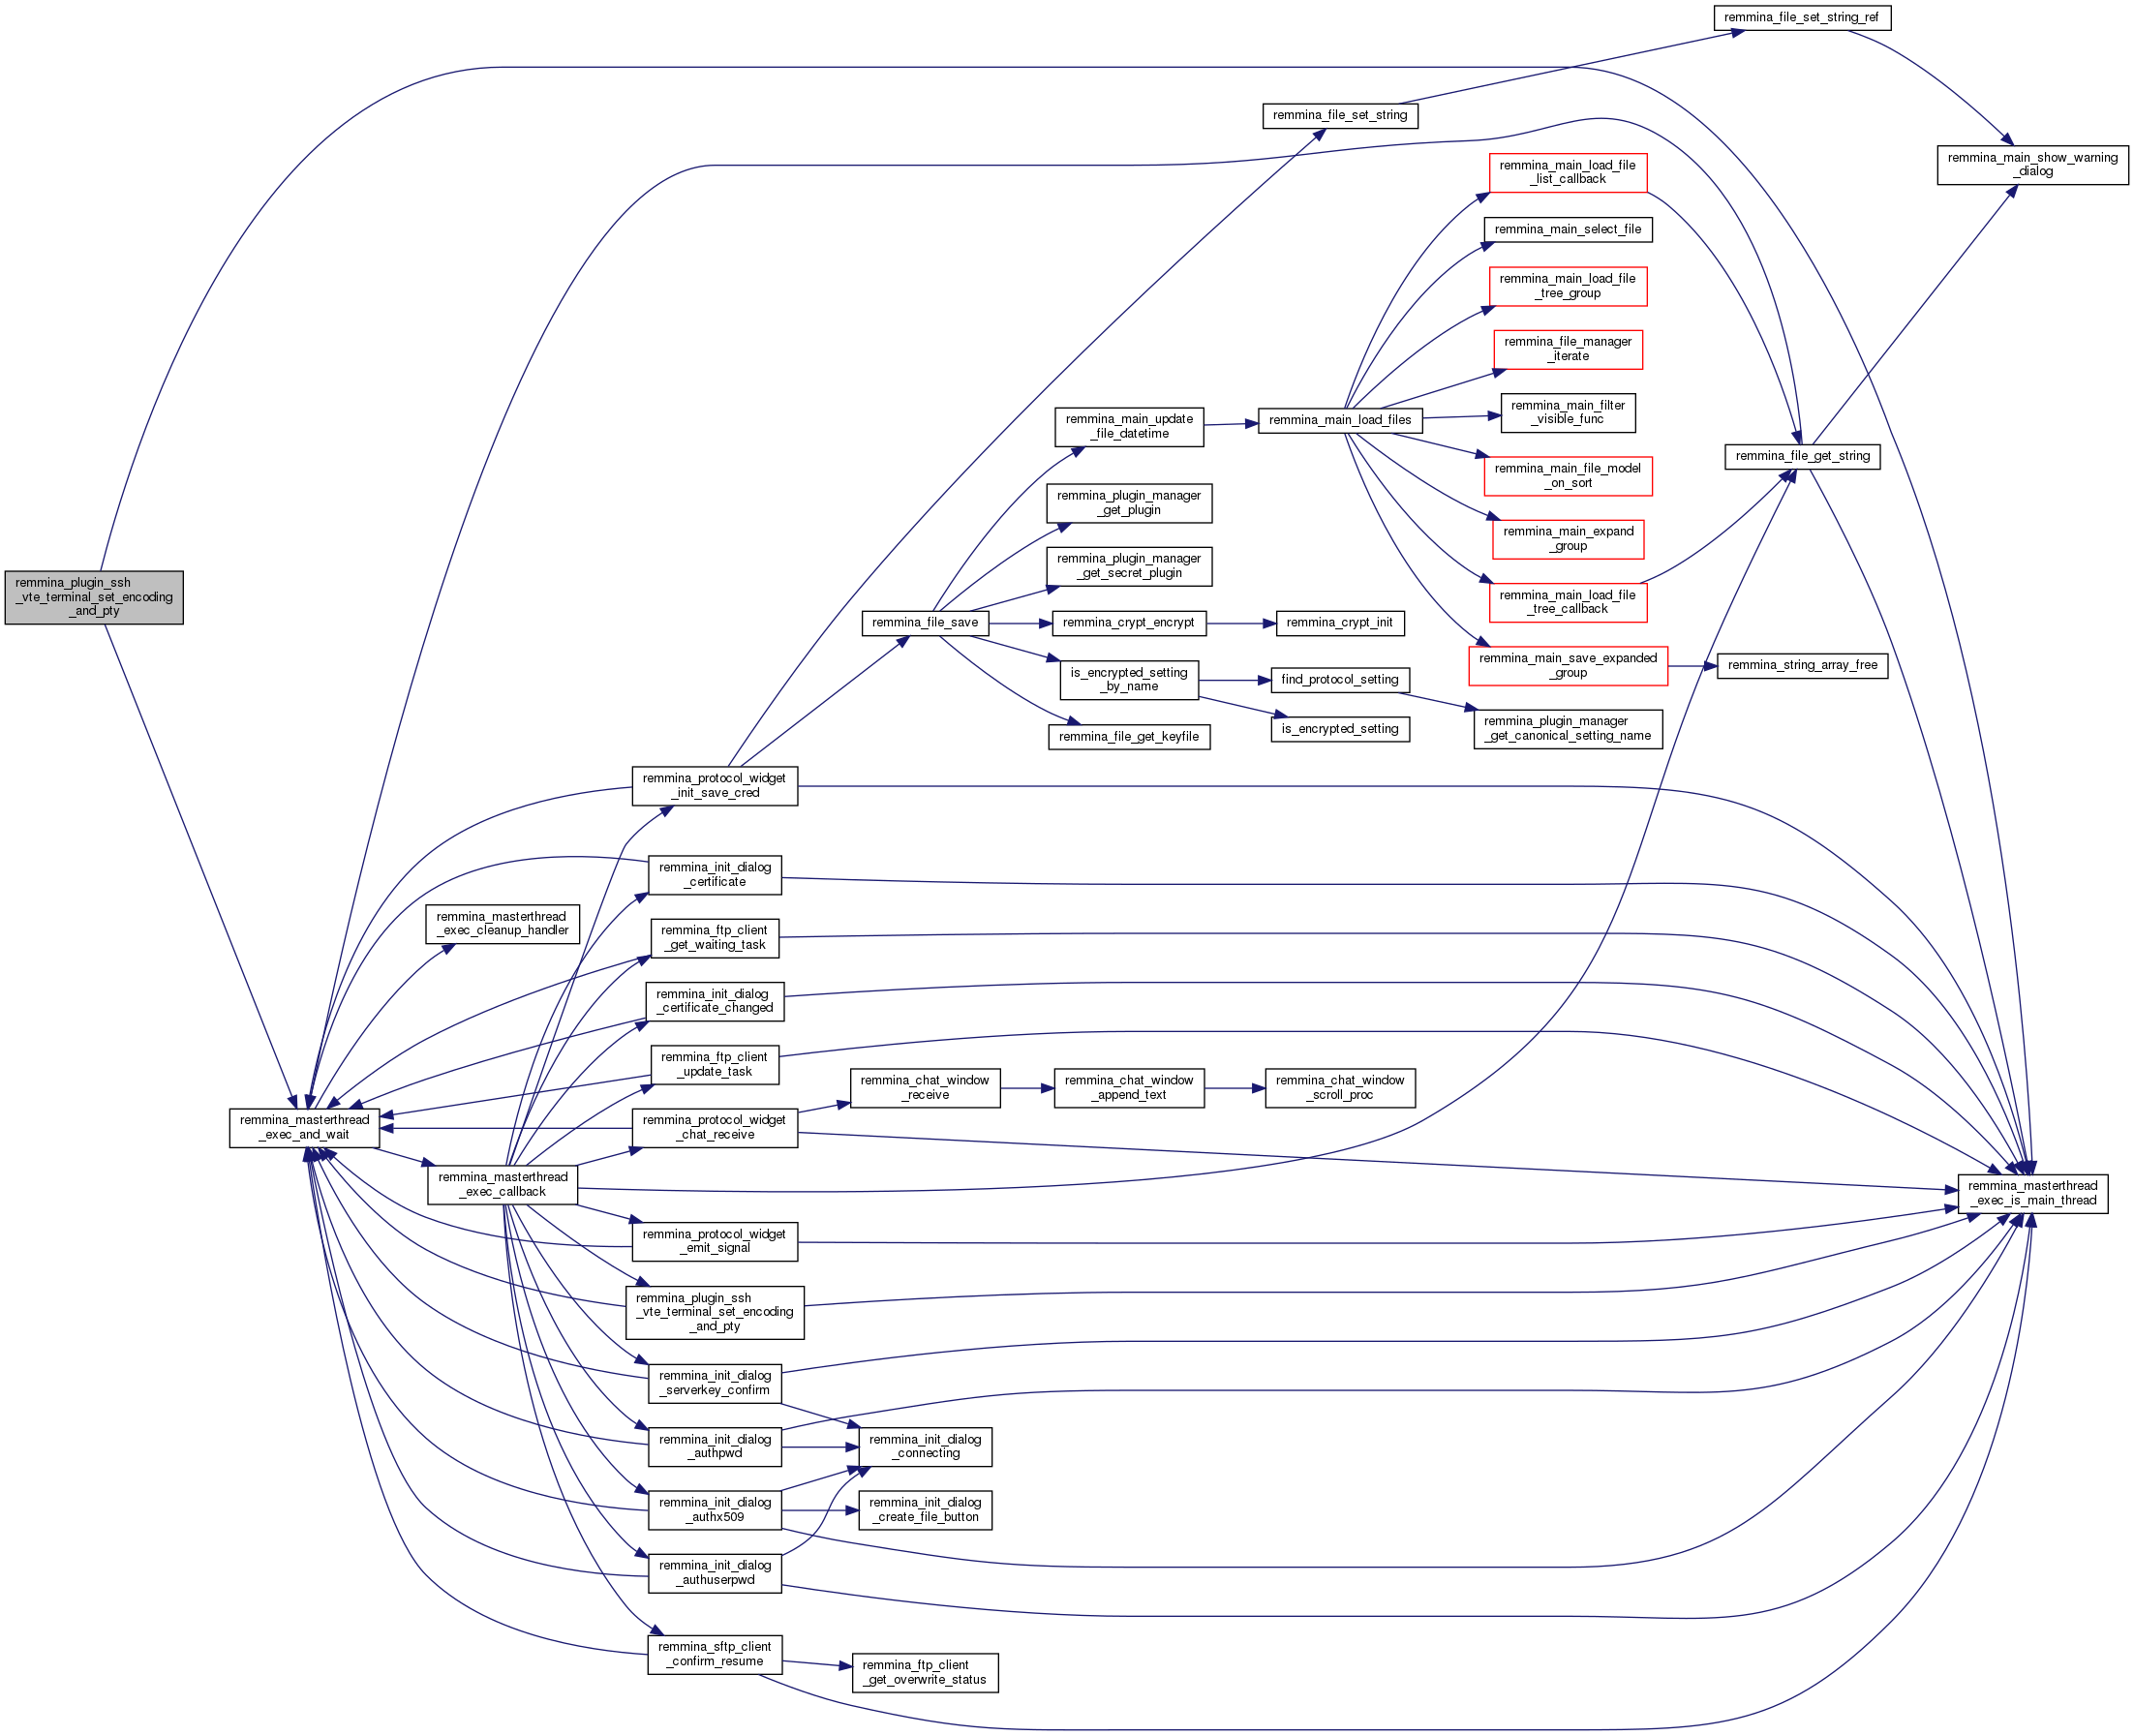 remmina_file_set_string_ref
remmina_file_set_string
remmina_main_show_warning
_dialog
remmina_main_load_file
_list_callback
remmina_main_select_file
remmina_main_load_file
_tree_group
remmina_file_manager
_iterate
remmina_main_update
_file_datetime
remmina_main_load_files
remmina_main_filter
_visible_func
remmina_file_get_string
remmina_main_file_model
_on_sort
remmina_plugin_manager
_get_plugin
remmina_main_expand
_group
remmina_plugin_manager
_get_secret_plugin
remmina_plugin_ssh
_vte_terminal_set_encoding
_and_pty
remmina_main_load_file
_tree_callback
remmina_file_save
remmina_crypt_encrypt
remmina_crypt_init
remmina_main_save_expanded
_group
remmina_string_array_free
is_encrypted_setting
_by_name
find_protocol_setting
is_encrypted_setting
remmina_plugin_manager
_get_canonical_setting_name
remmina_file_get_keyfile
remmina_protocol_widget
_init_save_cred
remmina_init_dialog
_certificate
remmina_masterthread
_exec_cleanup_handler
remmina_ftp_client
_get_waiting_task
remmina_init_dialog
_certificate_changed
remmina_ftp_client
_update_task
remmina_chat_window
_receive
remmina_chat_window
_append_text
remmina_chat_window
_scroll_proc
remmina_masterthread
_exec_and_wait
remmina_protocol_widget
_chat_receive
remmina_masterthread
_exec_callback
remmina_masterthread
_exec_is_main_thread
remmina_protocol_widget
_emit_signal
remmina_plugin_ssh
_vte_terminal_set_encoding
_and_pty
remmina_init_dialog
_serverkey_confirm
remmina_init_dialog
_authpwd
remmina_init_dialog
_connecting
remmina_init_dialog
_authx509
remmina_init_dialog
_create_file_button
remmina_init_dialog
_authuserpwd
remmina_sftp_client
_confirm_resume
remmina_ftp_client
_get_overwrite_status